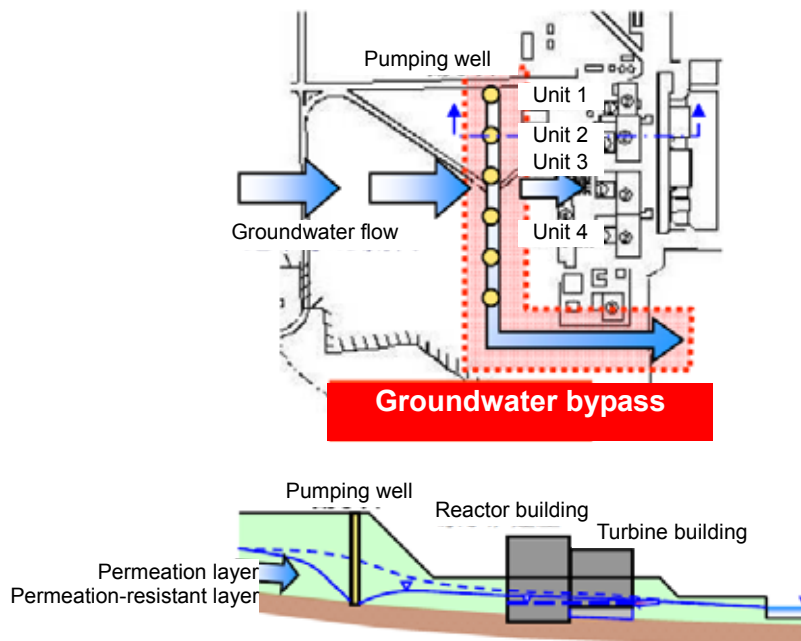 Pumping well
Unit 1
Unit 2
Unit 3
Groundwater flow
Unit 4
Groundwater bypass
Pumping well
Reactor building
Turbine building
Permeation layer
Permeation-resistant layer